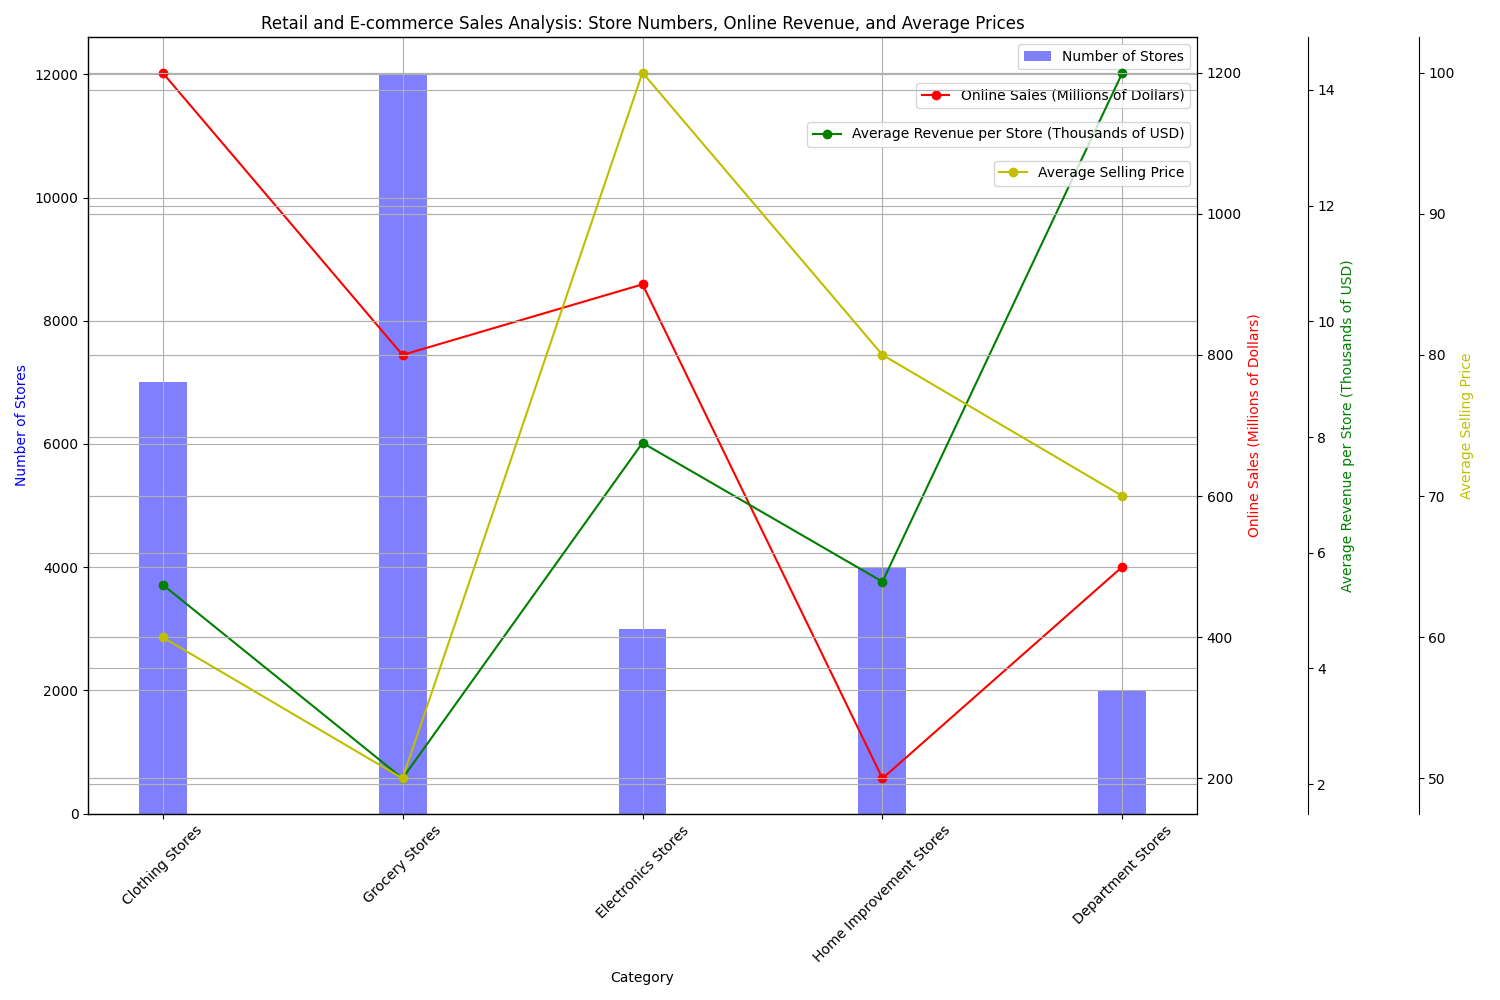 Retail and E-commerce Sales Analysis: Store Numbers, Online Revenue, and Average Prices
Number of Stores
Online Sales (Millions of Dollars)
Average Revenue per Store (Thousands of USD)
Average Selling Price
12000
10000
8000
6000
4000
2000
0
Number of Stores
1200
1000
800
600
400
200
Online Sales (Millions of Dollars)
14
12
10
8
6
4
2
Average Revenue per Store (Thousands of USD)
100
90
80
70
60
50
Average Selling Price
Clothing Stores
Grocery Stores
Electronics Stores
Home Improvement Stores
Department Stores
Category